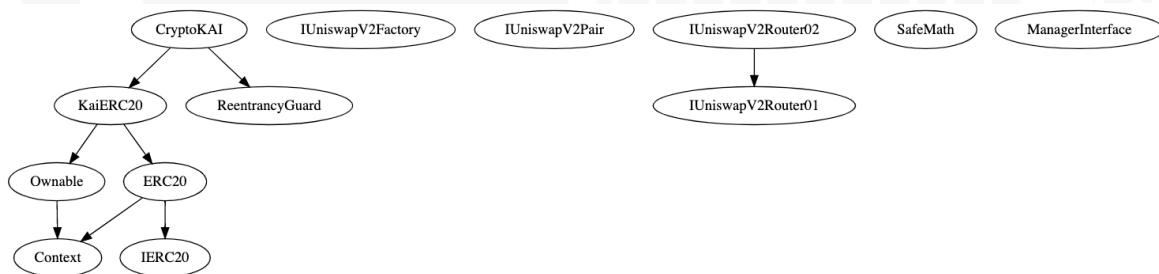 CryptoKAI IUniswapV2Factory IUniswapV2Pair IUniswapV2Router02 SafeMath ManagerInterface
KaiERC20 ReentrancyGuard IUniswapV2Router01
Ownable ERC20
Context IERC20